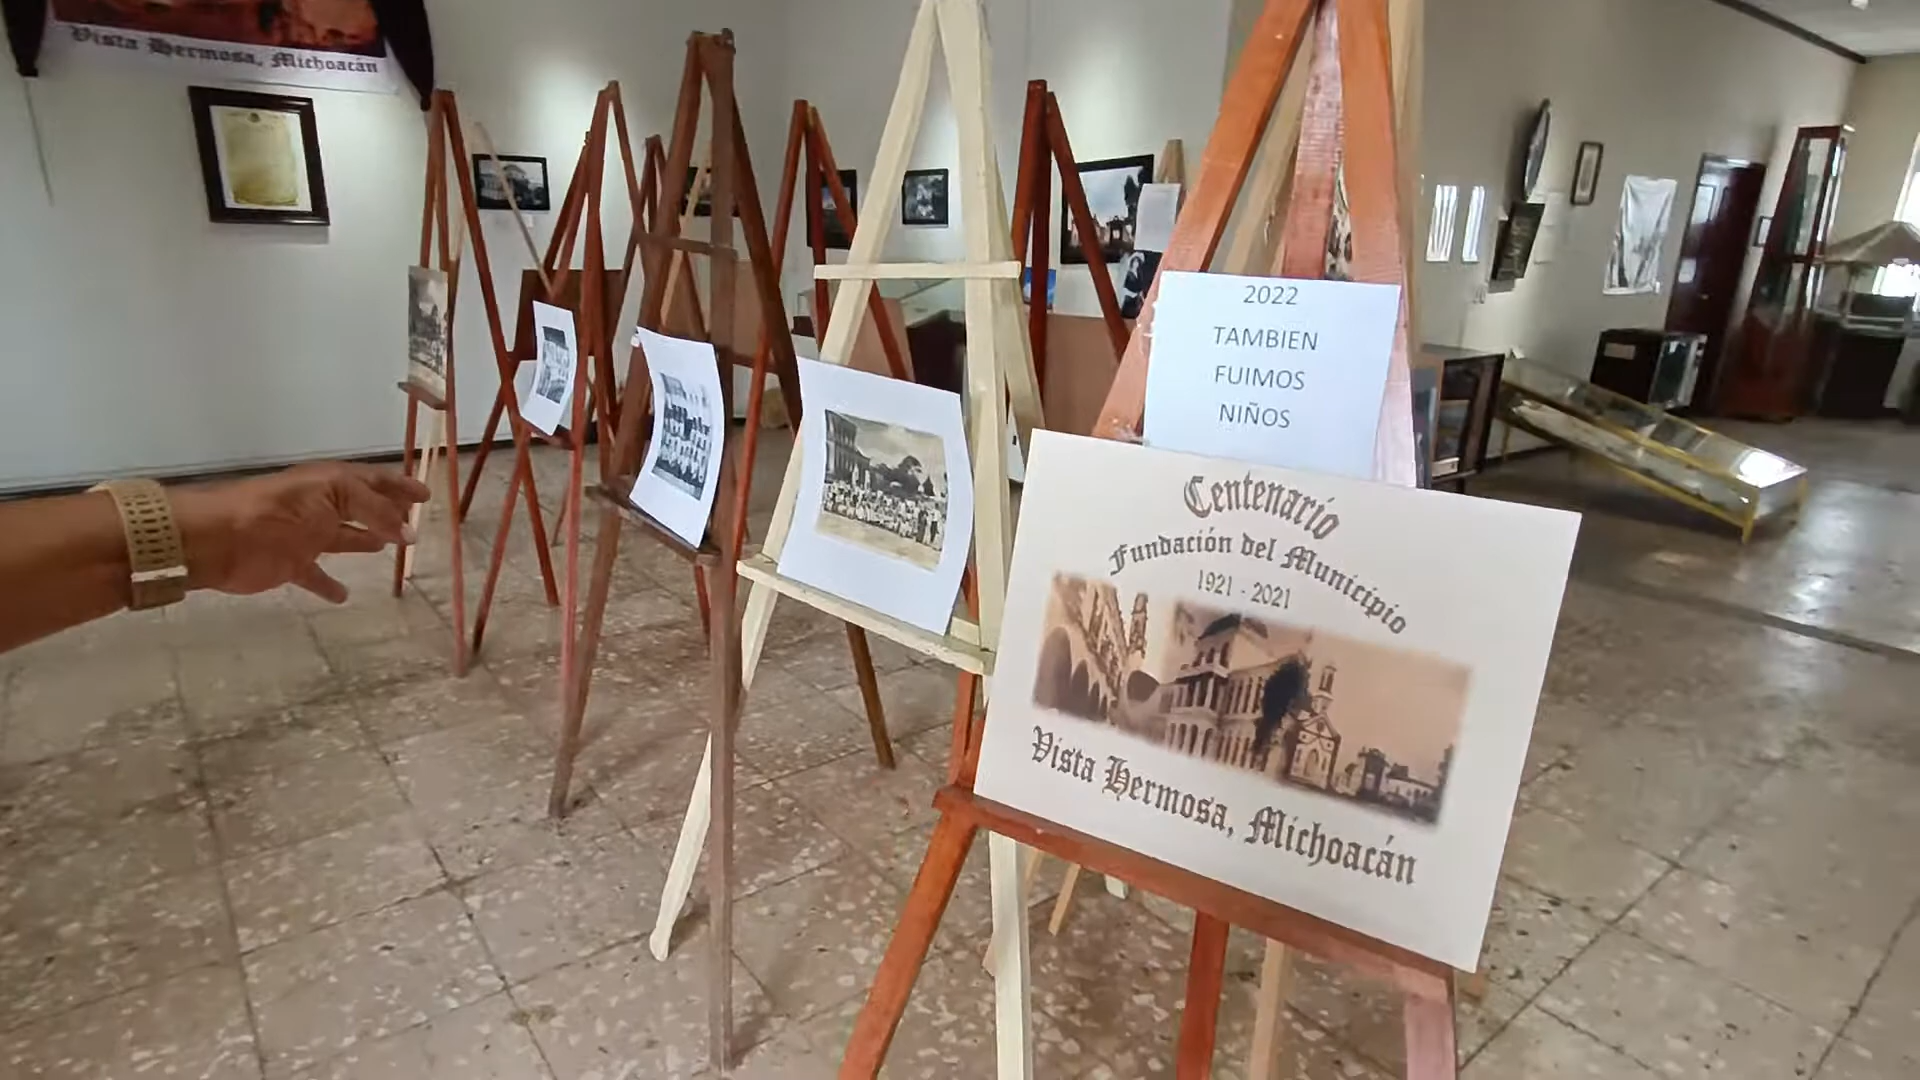 Vista Hermosa, Michoacán
2022
TAMBIEN
FUIMOS
NIÑOS
Centenario
Fundación del Municipio
1921 - 2021
Vista Hermosa, Michoacán